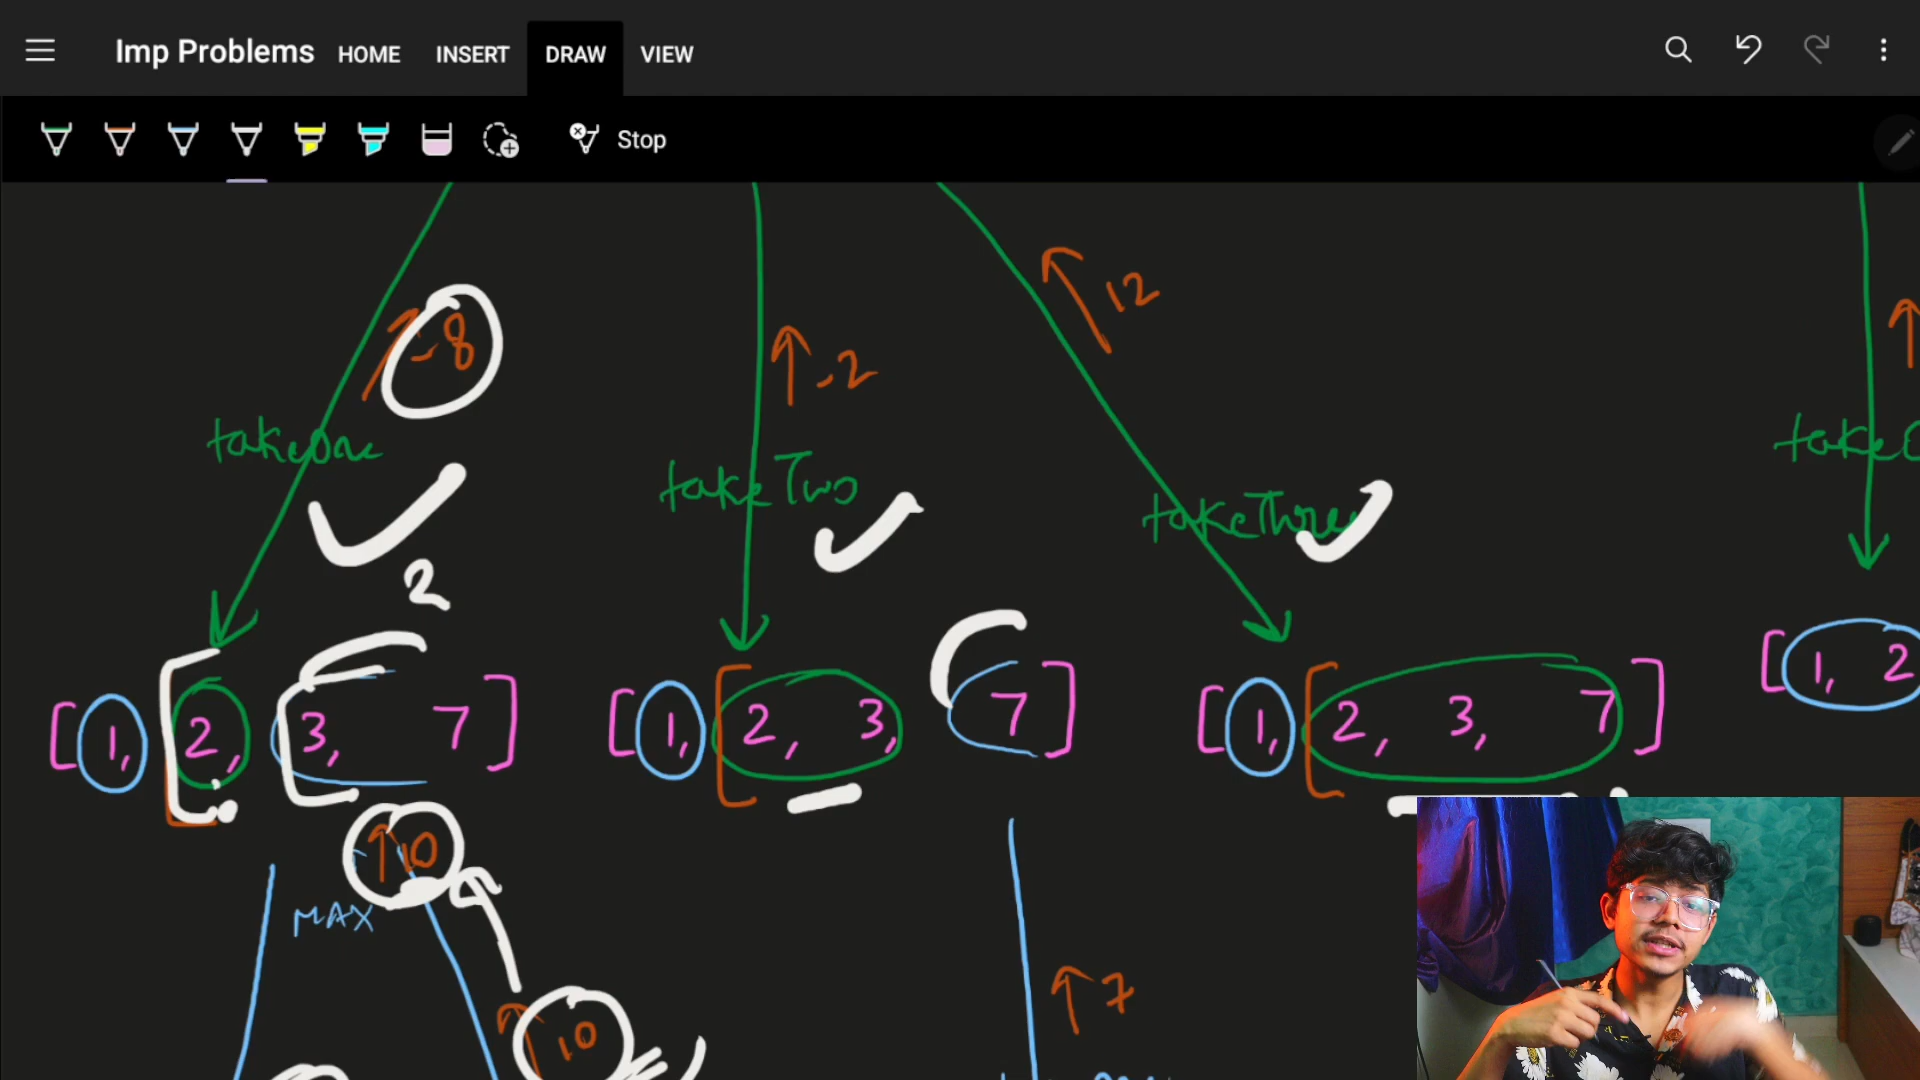 Imp Problems HOME INSERT DRAW VIEW
Stop
-8
-2
12
takeOne
takeTwo
takeThree
2
[1, [2, [3, 7]
[1, [2, 3, 7]
[1, [2, 3, 7]
[1, 2
10
MAX
10
7